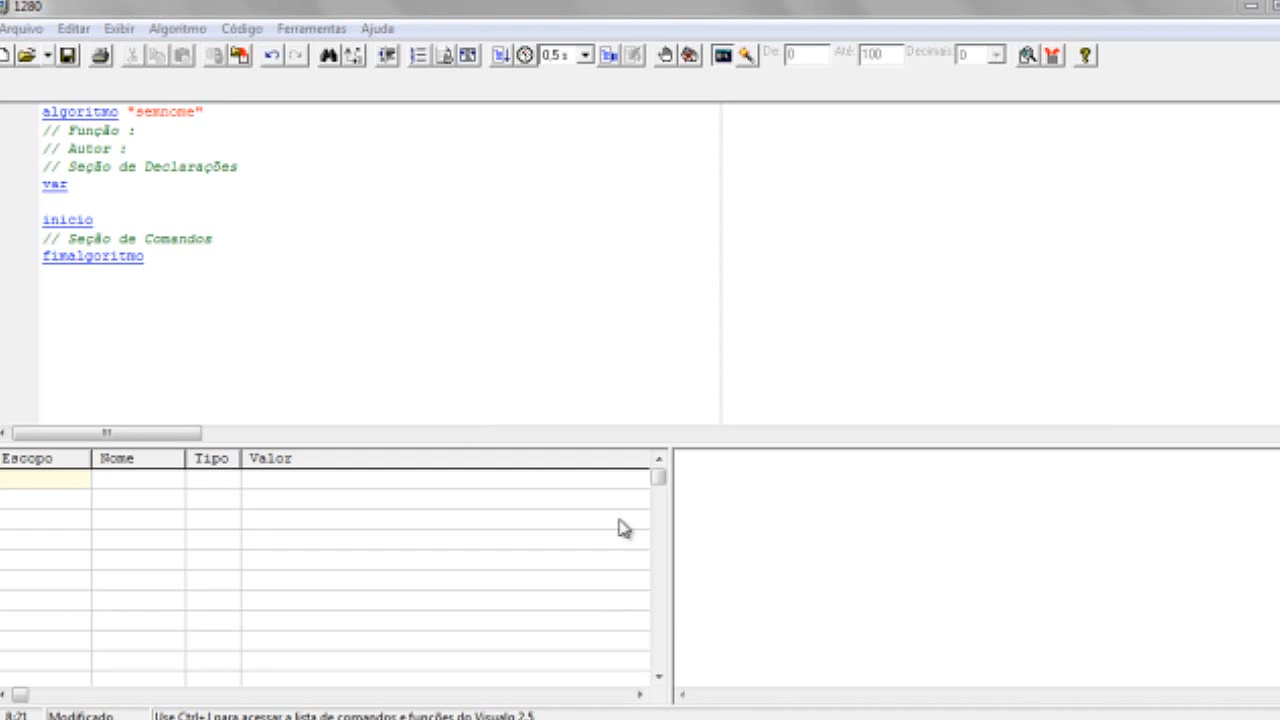 1280
Arquivo Editar Exibir Algoritmo Código Ferramentas Ajuda
0,5 s De: 0 Até: 100 Decimais 0
algoritmo "semnome"
// Função :
// Autor :
// Seção de Declarações
var
inicio
// Seção de Comandos
fimalgoritmo
Escopo Nome Tipo Valor
8:21 Modificado Use Ctrl+J para acessar a lista de comandos e funções do Visualg 2.5